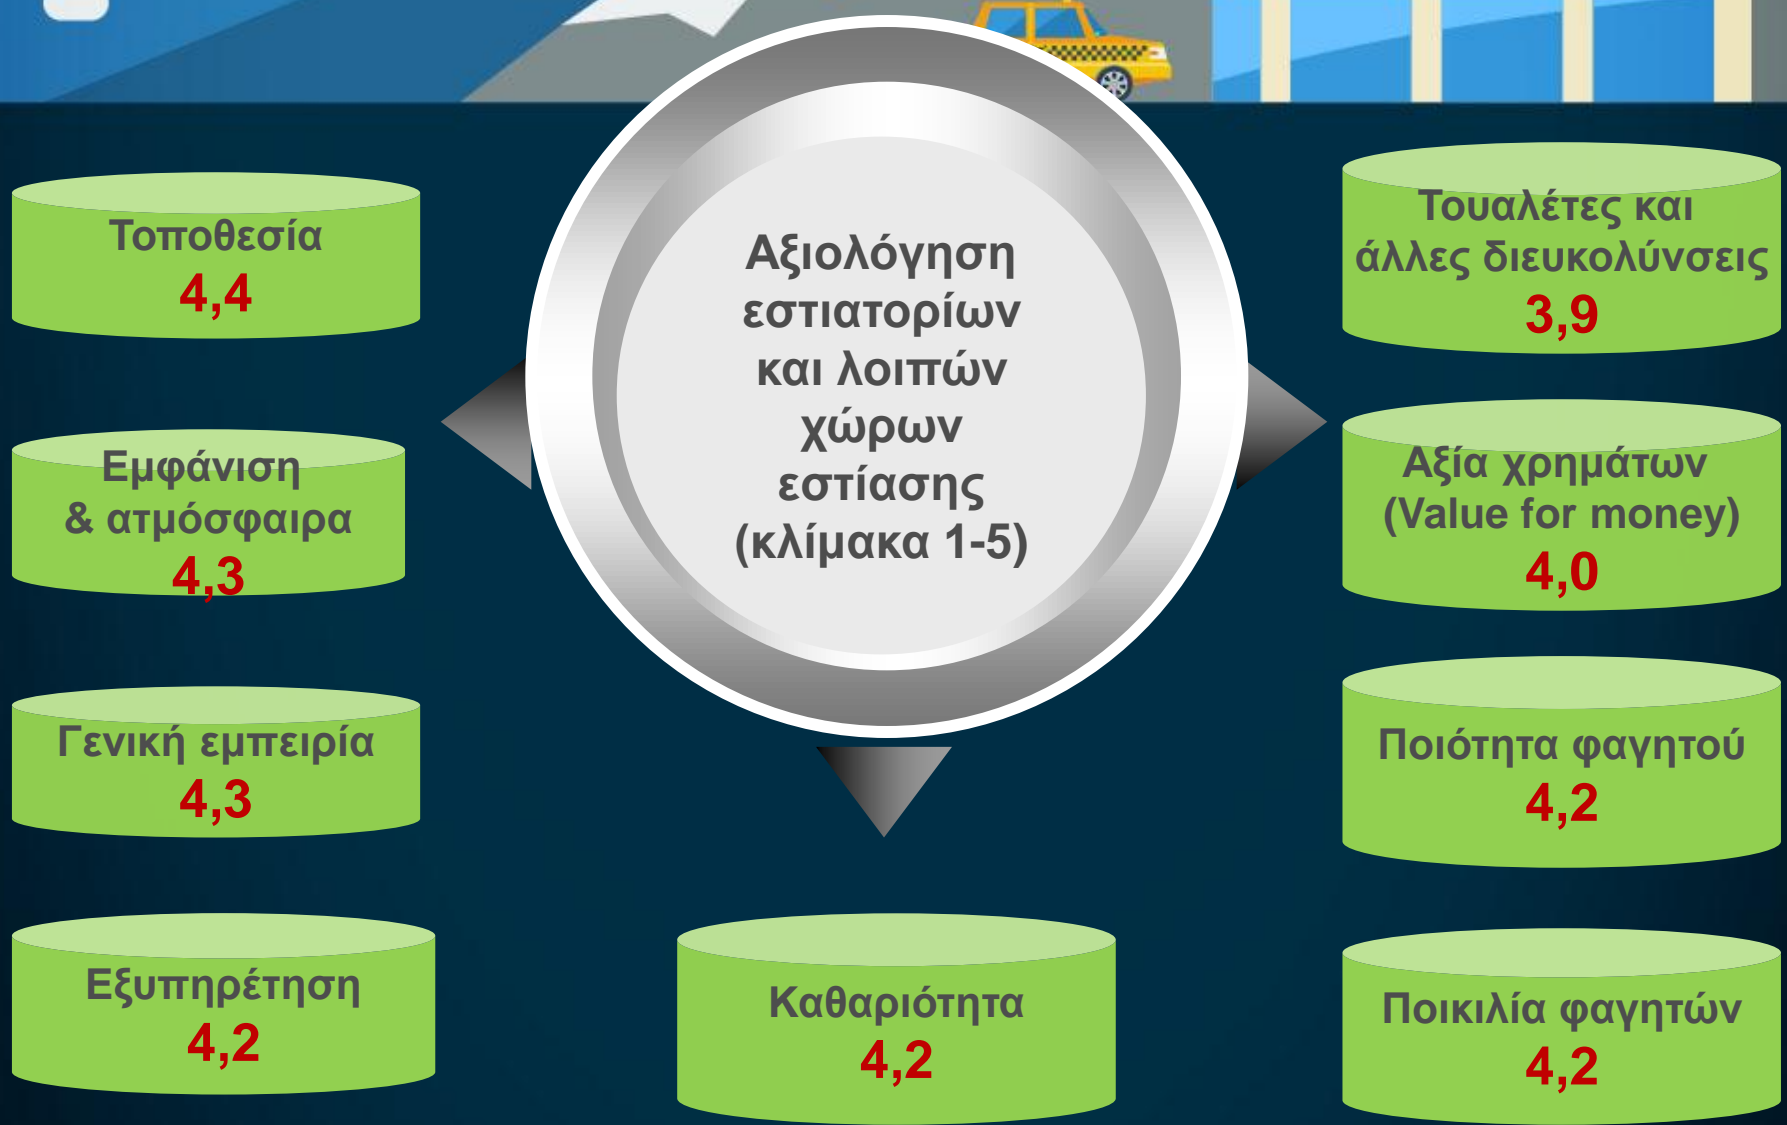 Αξιολόγηση
εστιατορίων
και λοιπών
χώρων
εστίασης
(κλίμακα 1-5)
Τοποθεσία
4,4
Εμφάνιση
& ατμόσφαιρα
4,3
Γενική εμπειρία
4,3
Εξυπηρέτηση
4,2
Καθαριότητα
4,2
Τουαλέτες και
άλλες διευκολύνσεις
3,9
Αξία χρημάτων
(Value for money)
4,0
Ποιότητα φαγητού
4,2
Ποικιλία φαγητών
4,2